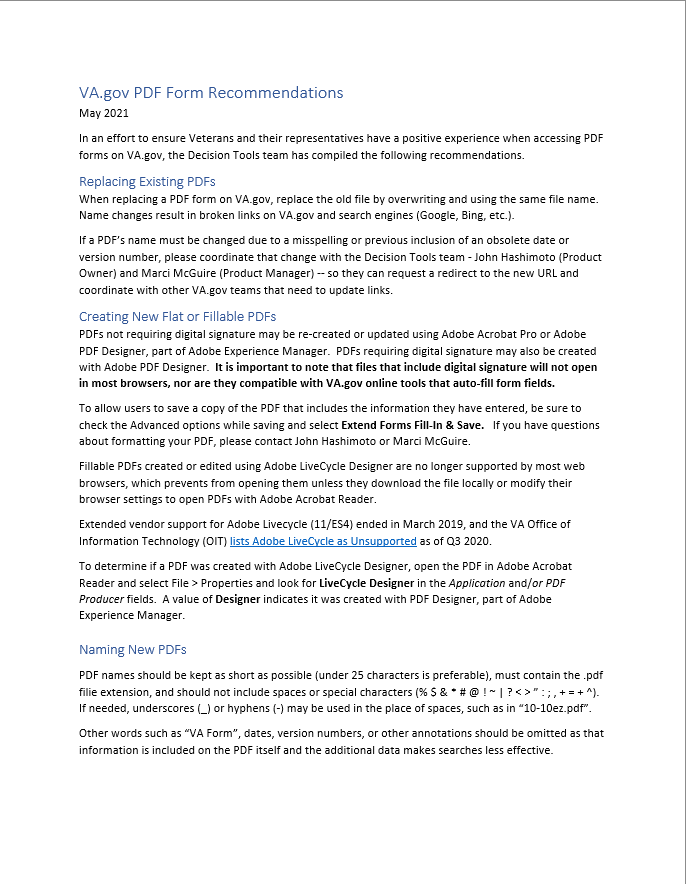 VA.gov PDF Form Recommendations
May 2021
In an effort to ensure Veterans and their representatives have a positive experience when accessing PDF
forms on VA.gov, the Decision Tools team has compiled the following recommendations.
Replacing Existing PDFs
When replacing a PDF form on VA.gov, replace the old file by overwriting and using the same file name.
Name changes result in broken links on VA.gov and search engines (Google, Bing, etc.).
If a PDF's name must be changed due to a misspelling or previous inclusion of an obsolete date or
version number, please coordinate that change with the Decision Tools team - John Hashimoto (Product
Owner) and Marci McGuire (Product Manager) -- so they can request a redirect to the new URL and
coordinate with other VA.gov teams that need to update links.
Creating New Flat or Fillable PDFs
PDFs not requiring digital signature may be re-created or updated using Adobe Acrobat Pro or Adobe
PDF Designer, part of Adobe Experience Manager.  PDFs requiring digital signature may also be created
with Adobe PDF Designer.  It is important to note that files that include digital signature will not open
in most browsers, nor are they compatible with VA.gov online tools that auto-fill form fields.
To allow users to save a copy of the PDF that includes the information they have entered, be sure to
check the Advanced options while saving and select Extend Forms Fill-In & Save.   If you have questions
about formatting your PDF, please contact John Hashimoto or Marci McGuire.
Fillable PDFs created or edited using Adobe LiveCycle Designer are no longer supported by most web
browsers, which prevents from opening them unless they download the file locally or modify their
browser settings to open PDFs with Adobe Acrobat Reader.
Extended vendor support for Adobe Livecycle (11/ES4) ended in March 2019, and the VA Office of
Information Technology (OIT) lists Adobe LiveCycle as Unsupported as of Q3 2020.
To determine if a PDF was created with Adobe LiveCycle Designer, open the PDF in Adobe Acrobat
Reader and select File > Properties and look for LiveCycle Designer in the Application and/or PDF
Producer fields.  A value of Designer indicates it was created with PDF Designer, part of Adobe
Experience Manager.
Naming New PDFs
PDF names should be kept as short as possible (under 25 characters is preferable), must contain the .pdf
filie extension, and should not include spaces or special characters (% $ & * # @ ! ~ | ? < > " : ; , + = + ^).
If needed, underscores (_) or hyphens (-) may be used in the place of spaces, such as in “10-10ez.pdf”.
Other words such as “VA Form”, dates, version numbers, or other annotations should be omitted as that
information is included on the PDF itself and the additional data makes searches less effective.